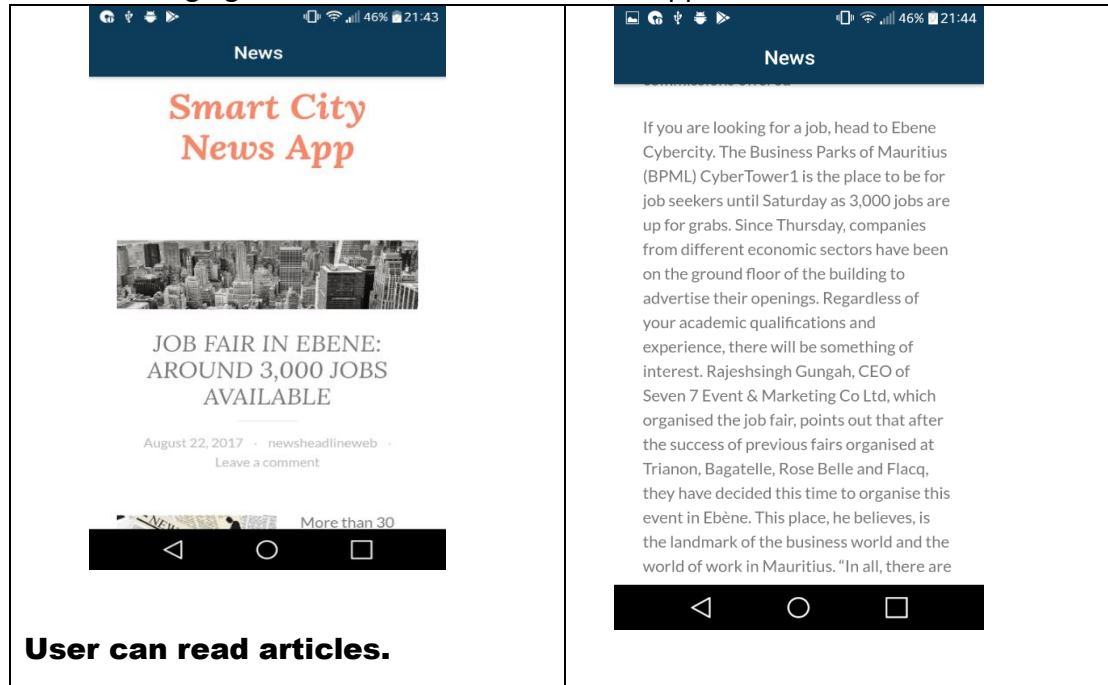 46% 21:43
News
Smart City
News App
JOB FAIR IN EBENE:
AROUND 3,000 JOBS
AVAILABLE
August 22, 2017 · newsheadlineweb ·
Leave a comment
More than 30
User can read articles.
46% 21:44
News
If you are looking for a job, head to Ebene
Cybercity. The Business Parks of Mauritius
(BPML) CyberTower1 is the place to be for
job seekers until Saturday as 3,000 jobs are
up for grabs. Since Thursday, companies
from different economic sectors have been
on the ground floor of the building to
advertise their openings. Regardless of
your academic qualifications and
experience, there will be something of
interest. Rajeshsingh Gungah, CEO of
Seven 7 Event & Marketing Co Ltd, which
organised the job fair, points out that after
the success of previous fairs organised at
Trianon, Bagatelle, Rose Belle and Flacq,
they have decided this time to organise this
event in Ebène. This place, he believes, is
the landmark of the business world and the
world of work in Mauritius. “In all, there are